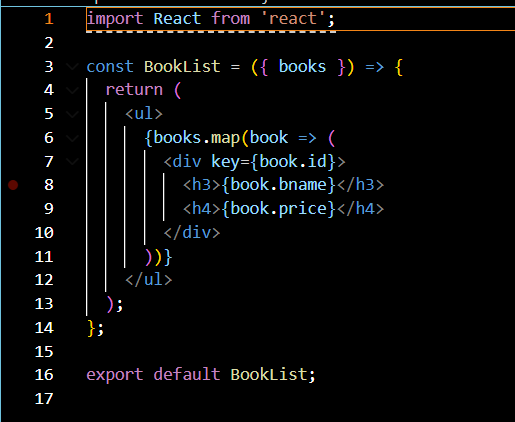 1 import React from 'react';
2
3 const BookList = ({ books }) => {
4 return (
5 <ul>
6 {books.map(book => (
7 <div key={book.id}>
8 <h3>{book.bname}</h3>
9 <h4>{book.price}</h4>
10 </div>
11 ))}
12 </ul>
13 );
14 };
15
16 export default BookList;
17